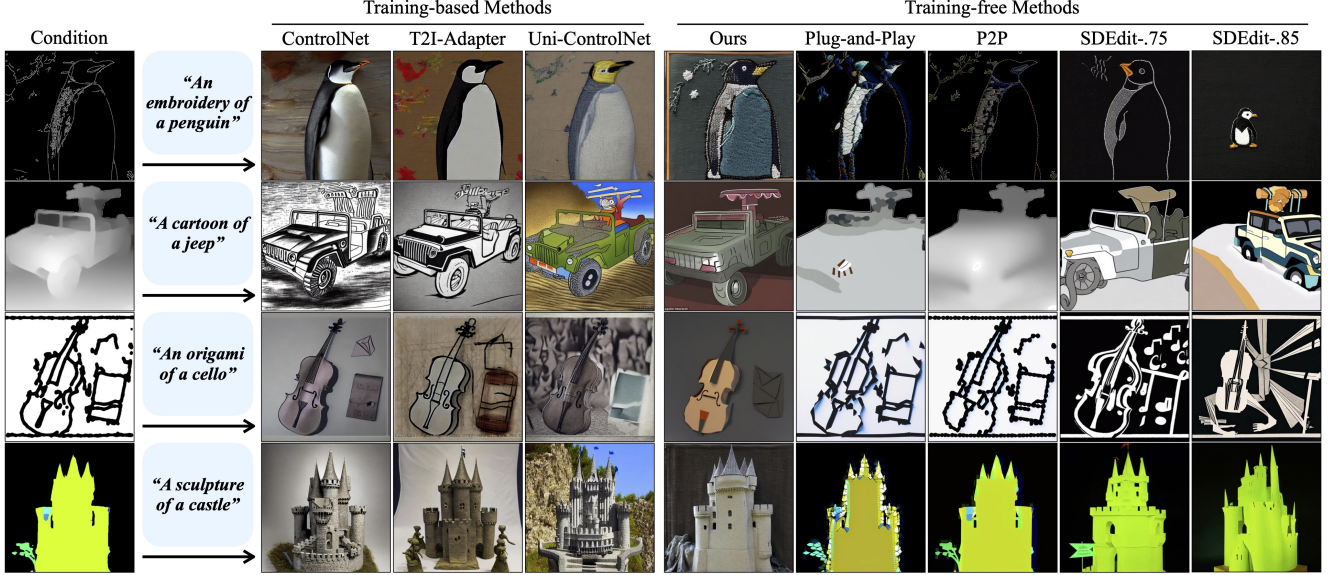 Training-based Methods
Training-free Methods
Condition
ControlNet
T2I-Adapter
Uni-ControlNet
Ours
Plug-and-Play
P2P
SDEdit-.75
SDEdit-.85
“An
embroidery of
a penguin”
“A cartoon of
a jeep”
“An origami
of a cello”
“A sculpture
of a castle”